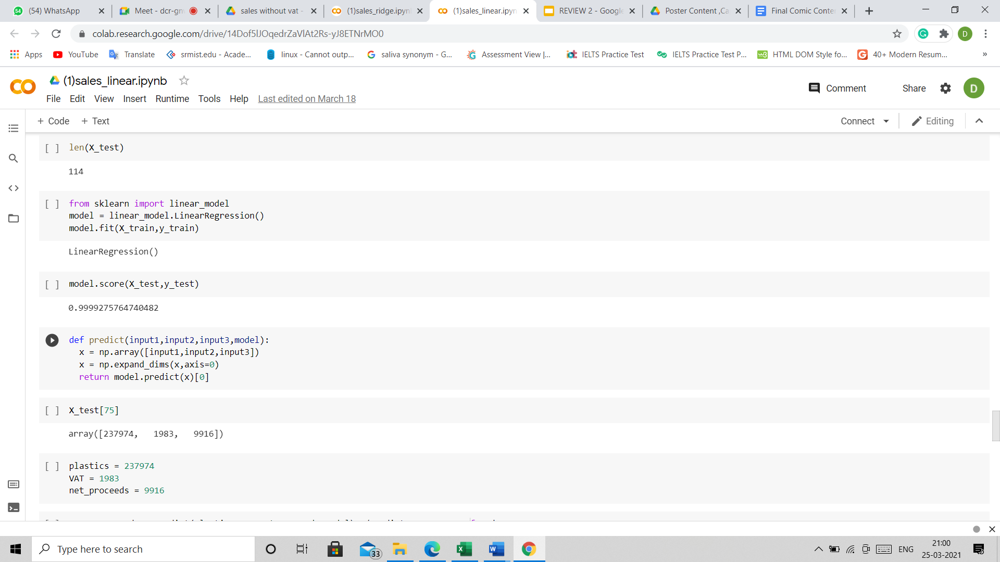 (54) WhatsApp
Meet - dcr-gn
sales without vat -
(1)sales_ridge.ipyn
(1)sales_linear.ipyn
REVIEW 2 - Google
Poster Content ,Ca
Final Comic Conte
colab.research.google.com/drive/14Dof5lJOqedrZaVlAt2Rs-yJ8ETNrMO0
Apps
YouTube
Translate
srmist.edu - Acade...
linux - Cannot outp...
saliva synonym - G...
Assessment View |...
IELTS Practice Test
IELTS Practice Test P...
HTML DOM Style fo...
40+ Modern Resum...
»
(1)sales_linear.ipynb
Comment
Share
D
File Edit View Insert Runtime Tools Help Last edited on March 18
+ Code + Text
Connect
Editing
[ ] len(X_test)
114
[ ] from sklearn import linear_model
model = linear_model.LinearRegression()
model.fit(X_train,y_train)
LinearRegression()
[ ] model.score(X_test,y_test)
0.9999275764740482
def predict(input1,input2,input3,model):
x = np.array([input1,input2,input3])
x = np.expand_dims(x,axis=0)
return model.predict(x)[0]
[ ] X_test[75]
array([237974, 1983, 9916])
[ ] plastics = 237974
VAT = 1983
net_proceeds = 9916
Type here to search
33
ENG
21:00
25-03-2021